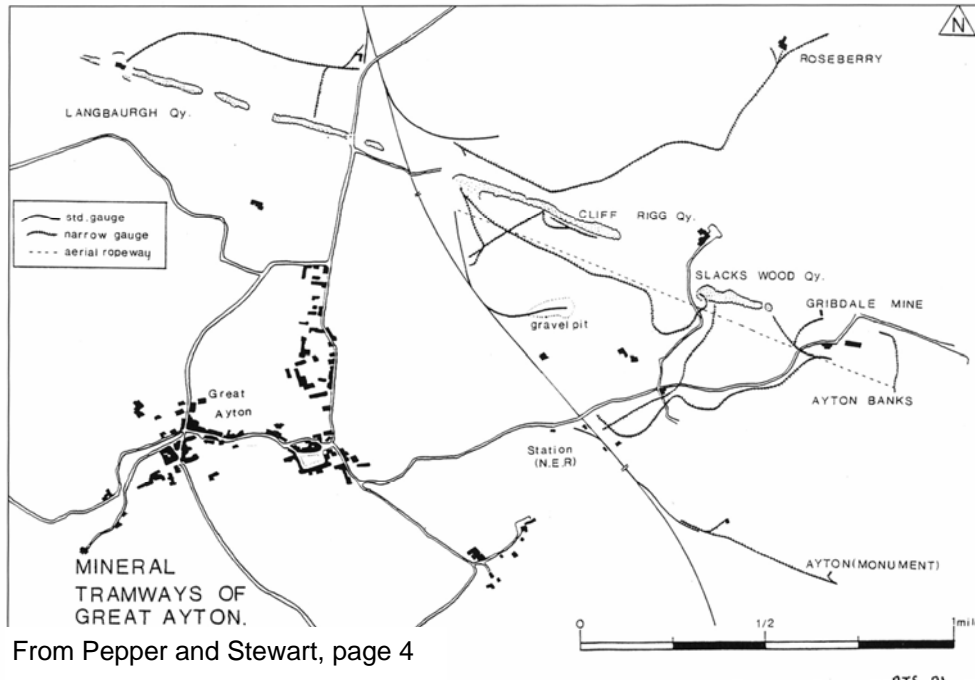 N
ROSEBERRY
LANGBAURGH Qy.
std. gauge
narrow gauge
aerial ropeway
CLIFF RIGG Qy.
SLACKS WOOD Qy.
GRIBDALE MINE
gravel pit
AYTON BANKS
Great
Ayton
Station
(N.E.R)
AYTON (MONUMENT)
MINERAL
TRAMWAYS OF
GREAT AYTON.
0 1/2 1 mile
From Pepper and Stewart, page 4